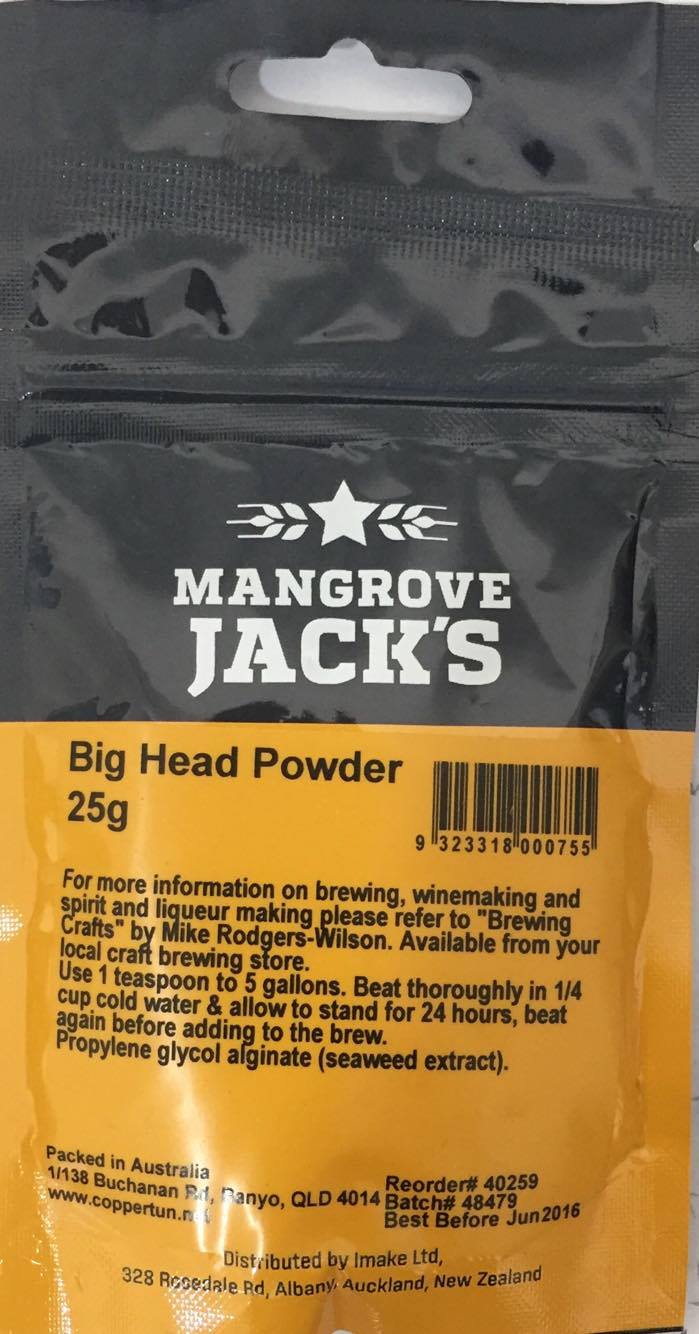 MANGROVE
JACK'S
Big Head Powder
25g
9 323318 000755
For more information on brewing, winemaking and
spirit and liqueur making please refer to "Brewing
Crafts" by Mike Rodgers-Wilson. Available from your
local craft brewing store.
Use 1 teaspoon to 5 gallons. Beat thoroughly in 1/4
cup cold water & allow to stand for 24 hours, beat
again before adding to the brew.
Propylene glycol alginate (seaweed extract).
Packed in Australia
1/138 Buchanan Rd, Banyo, QLD 4014
Reorder# 40259
Batch# 48479
Best Before Jun2016
Distributed by Imake Ltd,
328 Rosedale Rd, Albany, Auckland, New Zealand